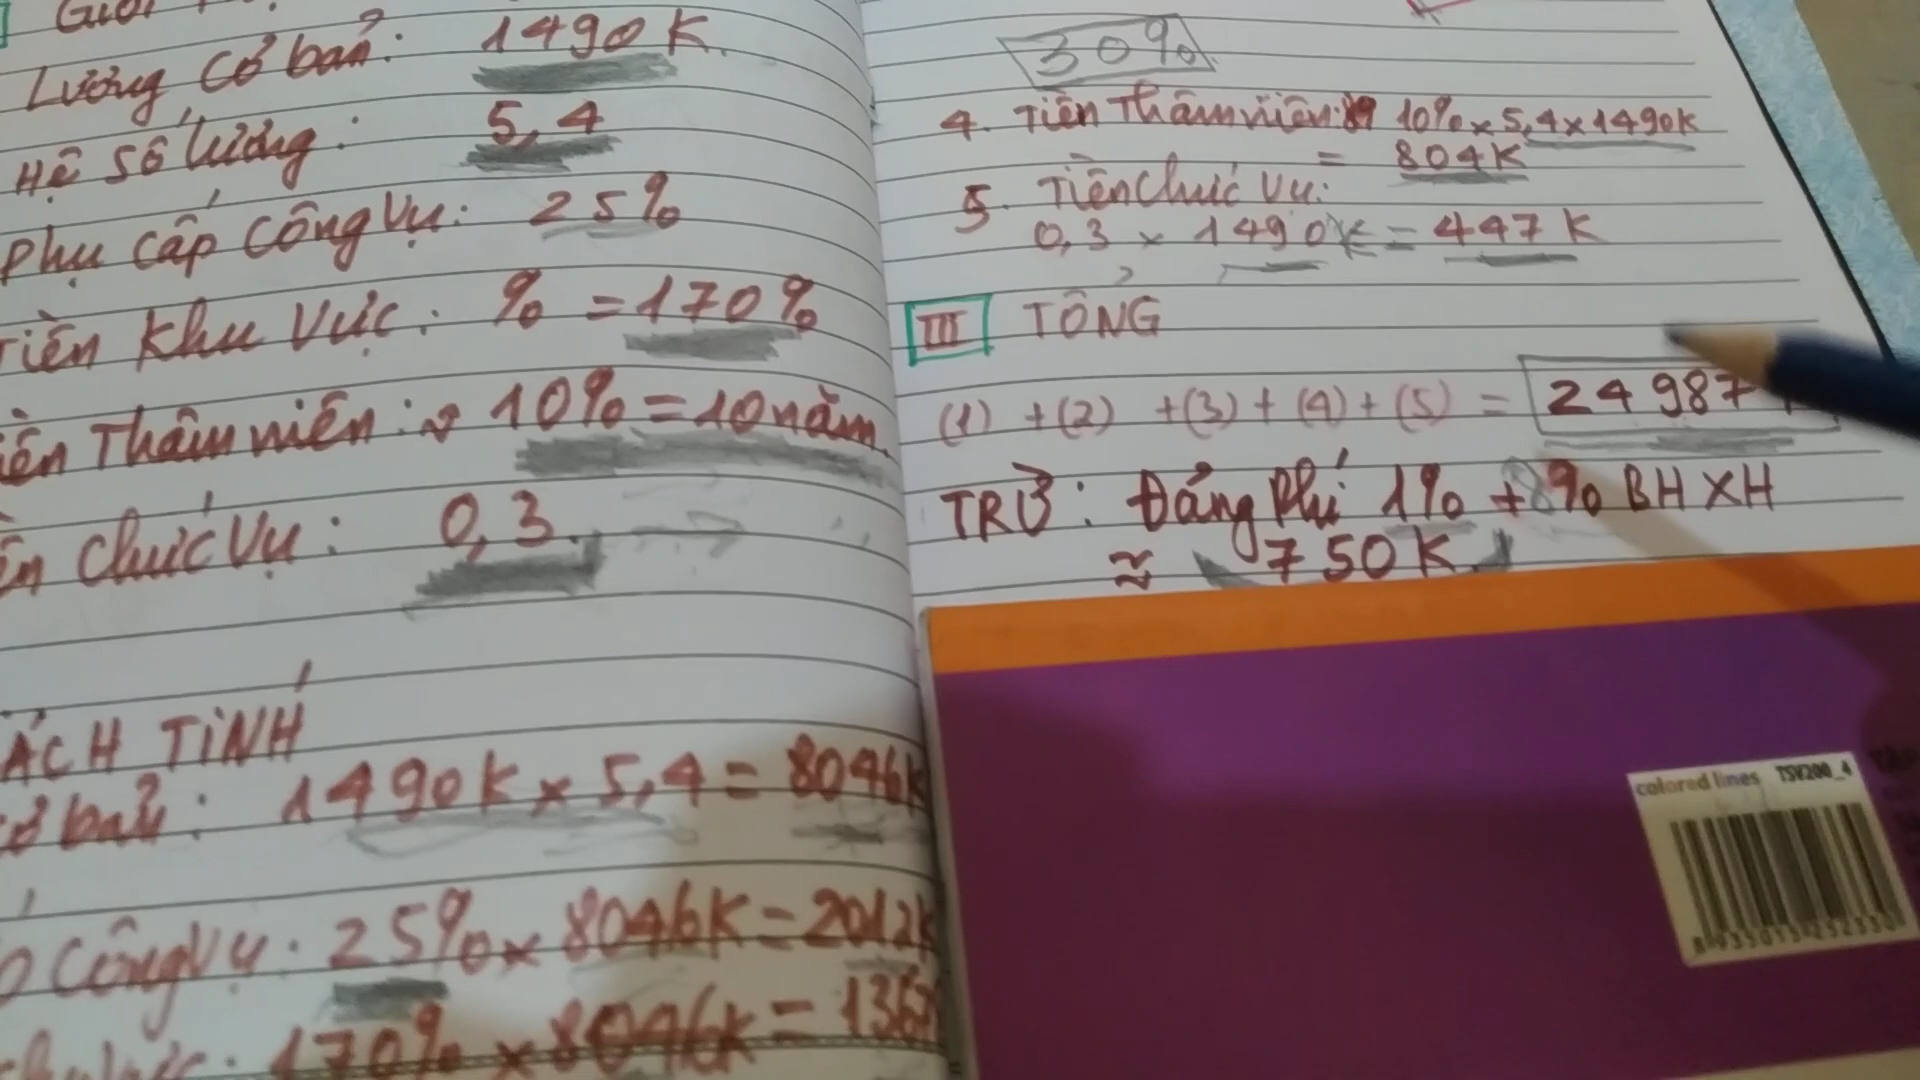 Lương Cơ bản: 1490K
Hệ số lương: 5,4
Phụ cấp Công Vụ: 25%
Tiền Khu Vực: % = 170%
Thâm niên: 10% = 10 năm
Chức Vụ: 0,3
TÍNH
1490K x 5,4 = 8046K
Công Vụ: 25% x 8046K = 2012K
170% x 8046K =
30%
4. Tiền Thâm niên: 10% x 5,4 x 1490K
= 804K
5. Tiền Chức Vụ:
0,3 x 1490K = 447K
III TỔNG
(1) + (2) + (3) + (4) + (5) = 24987
TRỪ: Đảng Phí 1% + 8% BHXH
≈ 750K
colored lines TSV200_4